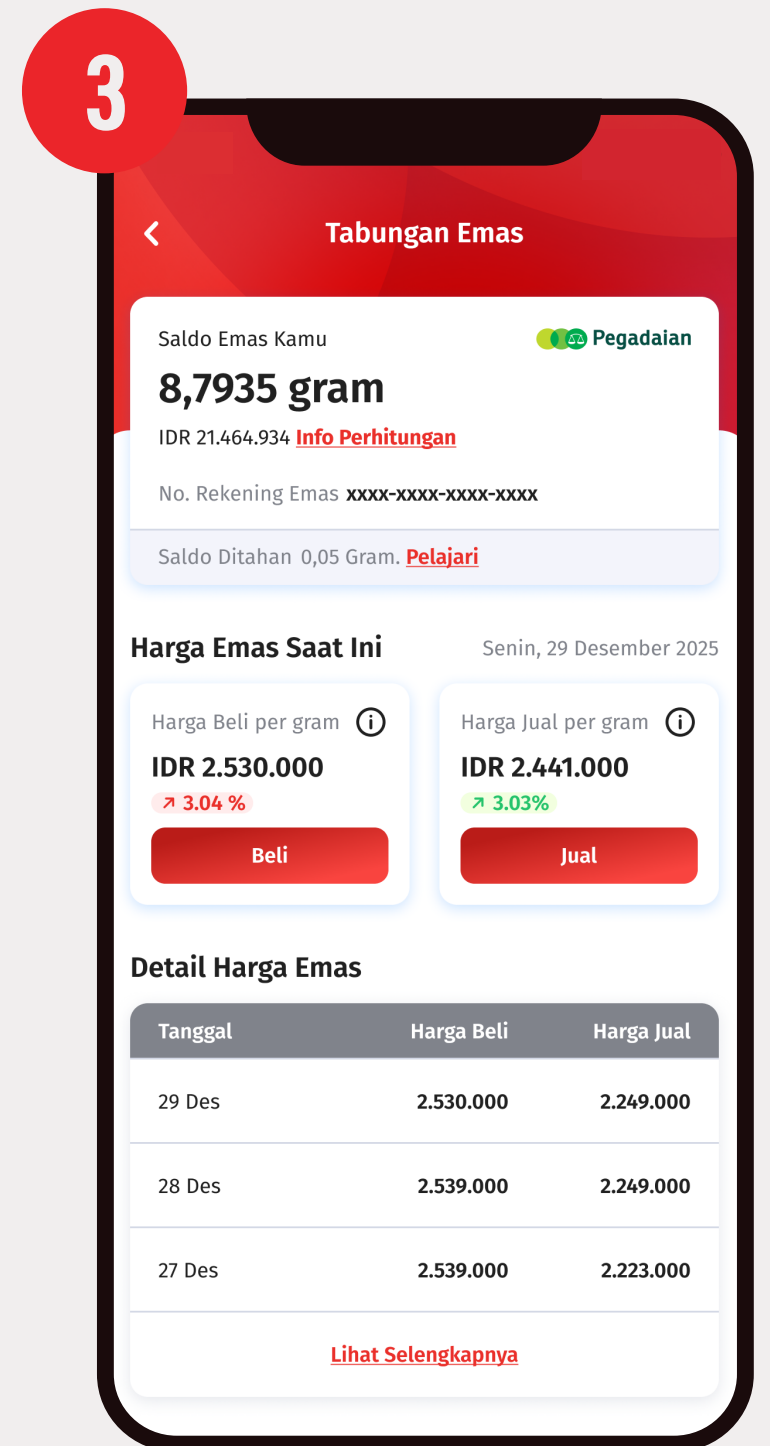 3
Tabungan Emas
Saldo Emas Kamu
Pegadaian
8,7935 gram
IDR 21.464.934 Info Perhitungan
No. Rekening Emas xxxx-xxxx-xxxx-xxxx
Saldo Ditahan 0,05 Gram. Pelajari
Harga Emas Saat Ini
Senin, 29 Desember 2025
Harga Beli per gram
IDR 2.530.000
3.04 %
Beli
Harga Jual per gram
IDR 2.441.000
3.03%
Jual
Detail Harga Emas
Tanggal Harga Beli Harga Jual
29 Des 2.530.000 2.249.000
28 Des 2.539.000 2.249.000
27 Des 2.539.000 2.223.000
Lihat Selengkapnya